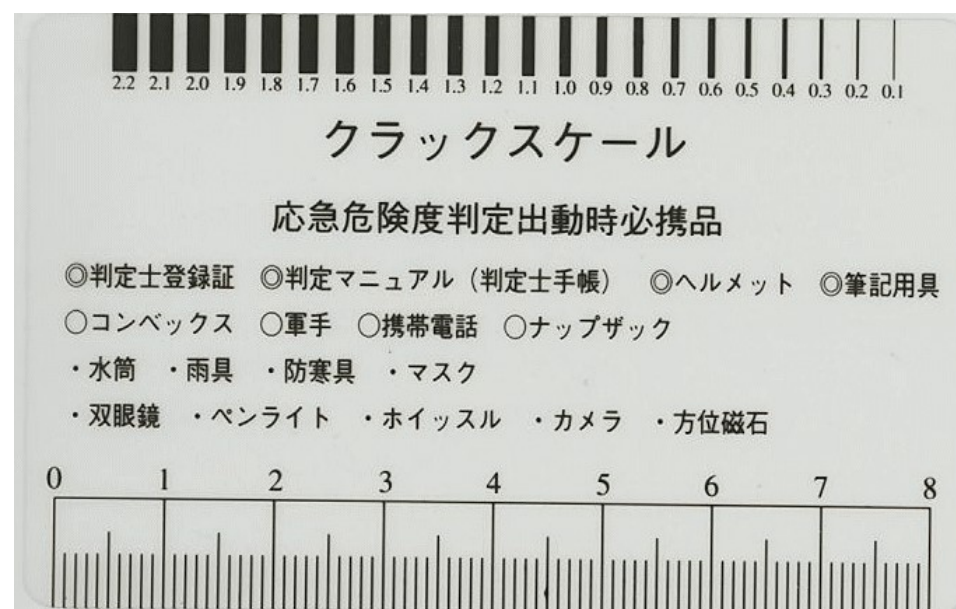 2.2 2.1 2.0 1.9 1.8 1.7 1.6 1.5 1.4 1.3 1.2 1.1 1.0 0.9 0.8 0.7 0.6 0.5 0.4 0.3 0.2 0.1
クラックスケール
応急危険度判定出動時必携品
◎判定士登録証 ◎判定マニュアル（判定士手帳） ◎ヘルメット ◎筆記用具
○コンベックス ○軍手 ○携帯電話 ○ナップザック
・水筒 ・雨具 ・防寒具 ・マスク
・双眼鏡 ・ペンライト ・ホイッスル ・カメラ ・方位磁石
0 1 2 3 4 5 6 7 8